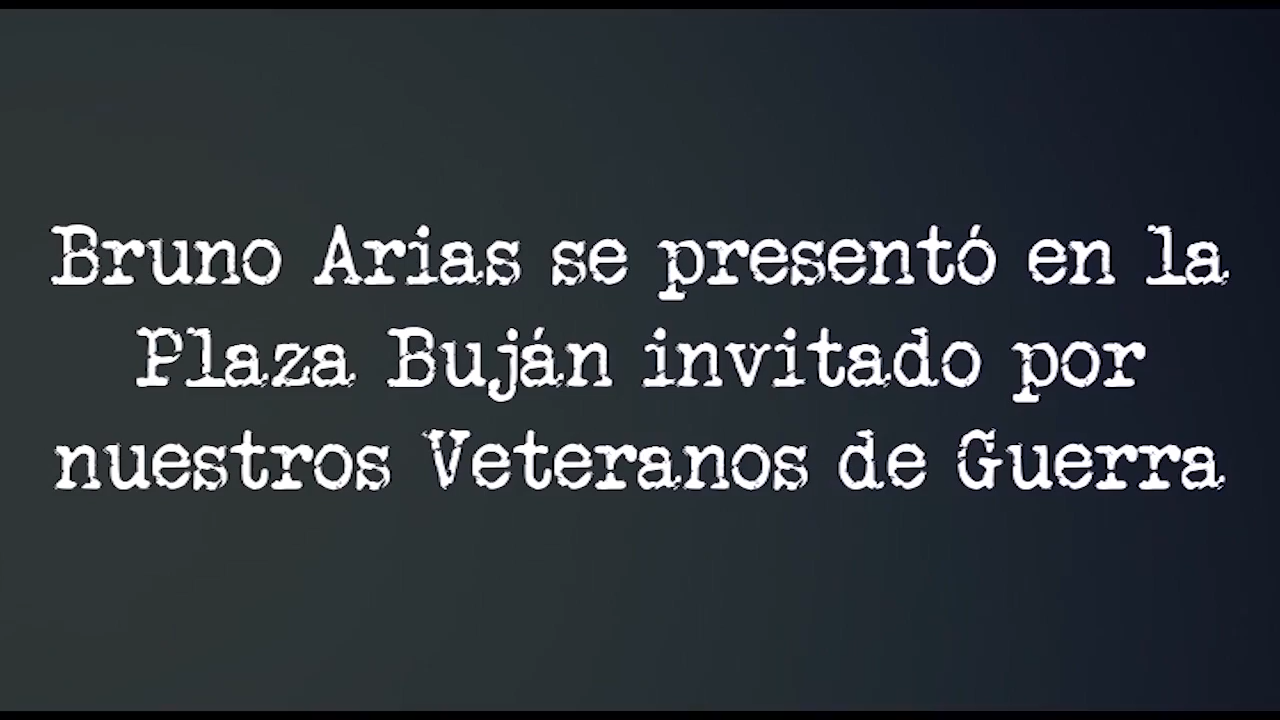 Bruno Arias se presentó en la
Plaza Buján invitado por
nuestros Veteranos de Guerra